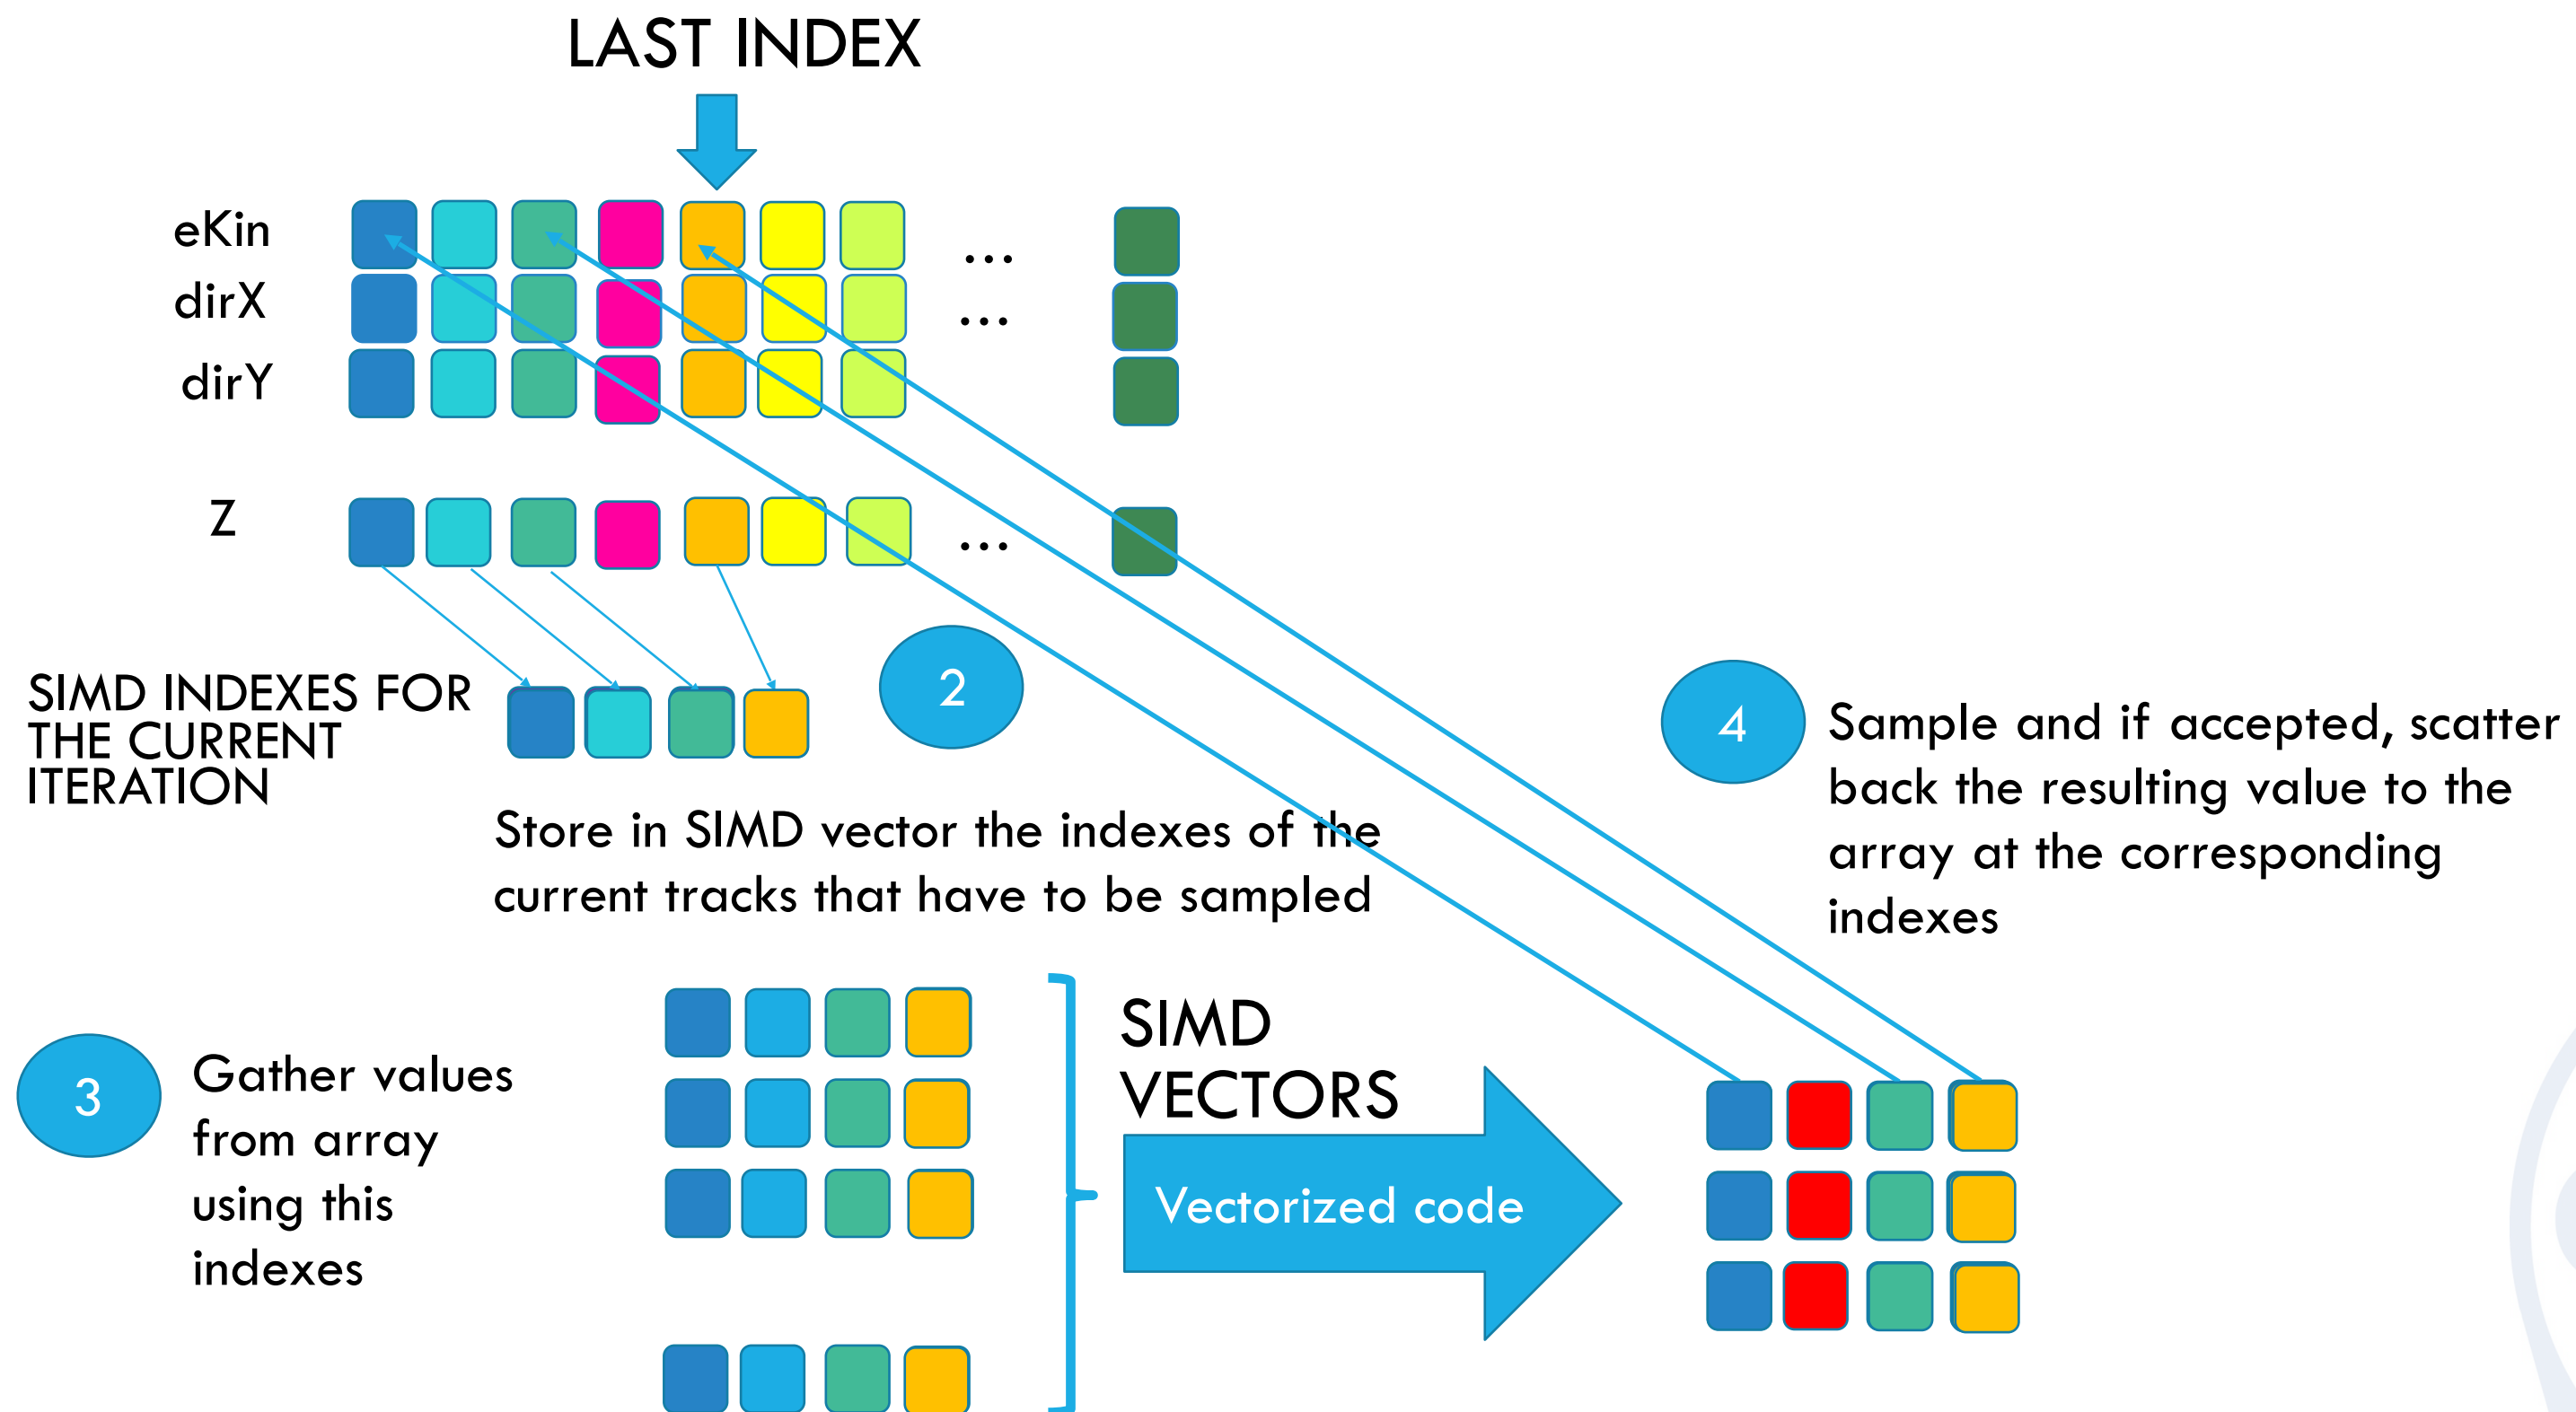 LAST INDEX
eKin
...
dirX
...
dirY
Z
...
SIMD INDEXES FOR
THE CURRENT
ITERATION
2
Store in SIMD vector the indexes of the
current tracks that have to be sampled
4
Sample and if accepted, scatter
back the resulting value to the
array at the corresponding
indexes
3
Gather values
from array
using this
indexes
SIMD
VECTORS
Vectorized code